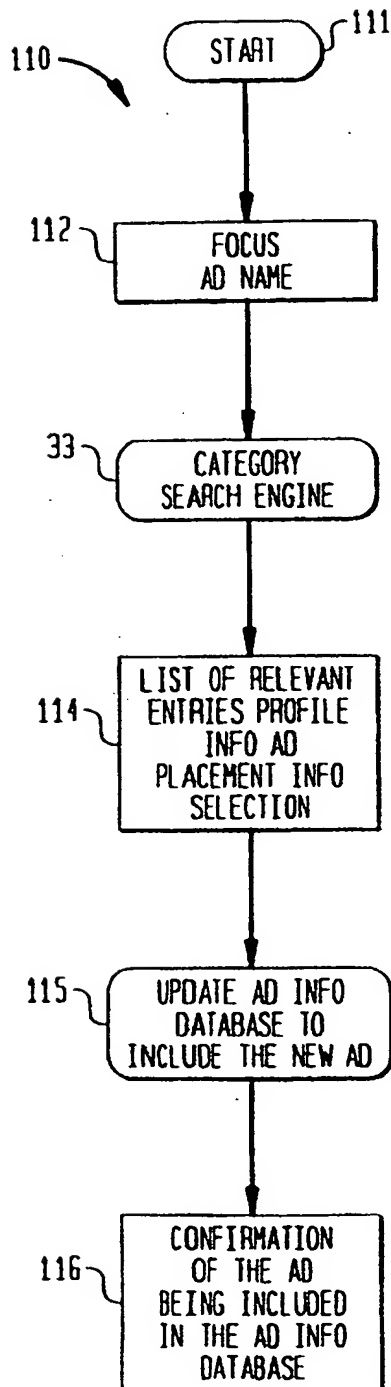 111
START
110
112
FOCUS
AD NAME
33
CATEGORY
SEARCH ENGINE
114
LIST OF RELEVANT
ENTRIES PROFILE
INFO AD
PLACEMENT INFO
SELECTION
115
UPDATE AD INFO
DATABASE TO
INCLUDE THE NEW AD
116
CONFIRMATION
OF THE AD
BEING INCLUDED
IN THE AD INFO
DATABASE